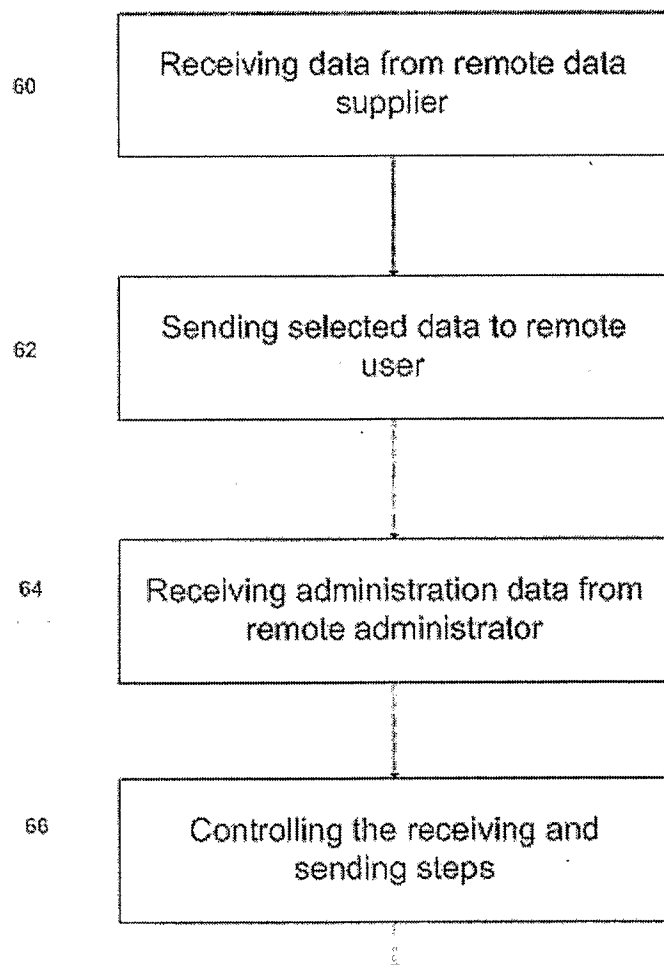 60
Receiving data from remote data
supplier
62
Sending selected data to remote
user
64
Receiving administration data from
remote administrator
66
Controlling the receiving and
sending steps